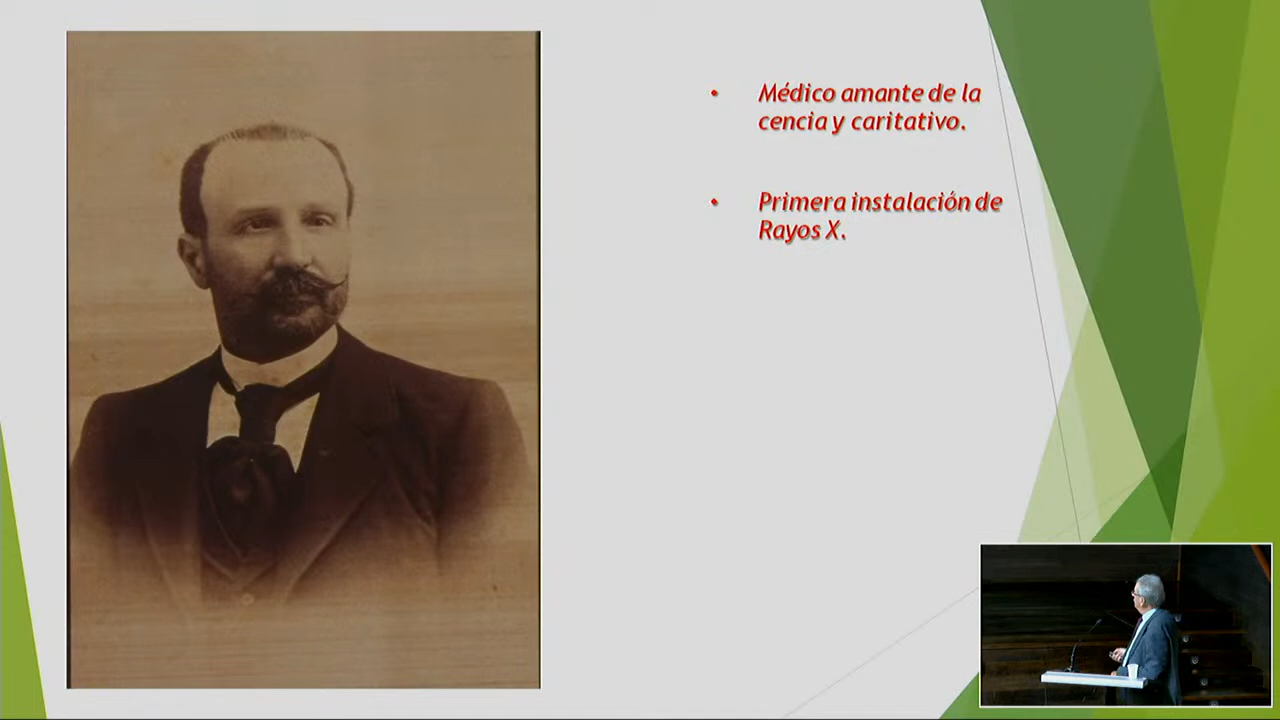 • Médico amante de la
cencia y caritativo.
• Primera instalación de
Rayos X.